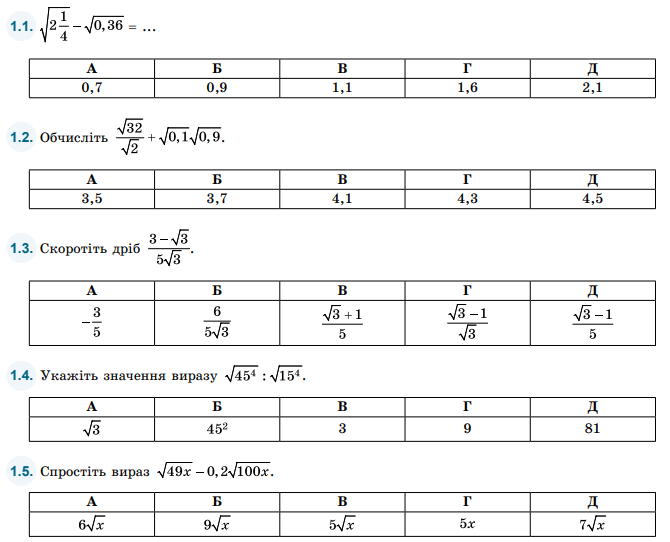 1.1. √(2 1/4) − √0,36 = ...
А Б В Г Д
0,7 0,9 1,1 1,6 2,1
1.2. Обчисліть √32/√2 + √0,1√0,9.
А Б В Г Д
3,5 3,7 4,1 4,3 4,5
1.3. Скоротіть дріб (3 − √3)/(5√3).
А Б В Г Д
−3/5 6/(5√3) (√3 + 1)/5 (√3 − 1)/√3 (√3 − 1)/5
1.4. Укажіть значення виразу √45⁴ : √15⁴.
А Б В Г Д
√3 45² 3 9 81
1.5. Спростіть вираз √49x − 0,2√100x.
А Б В Г Д
6√x 9√x 5√x 5x 7√x